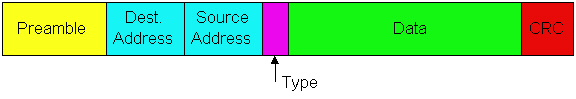 Preamble
Dest.
Address
Source
Address
Data
CRC
Type